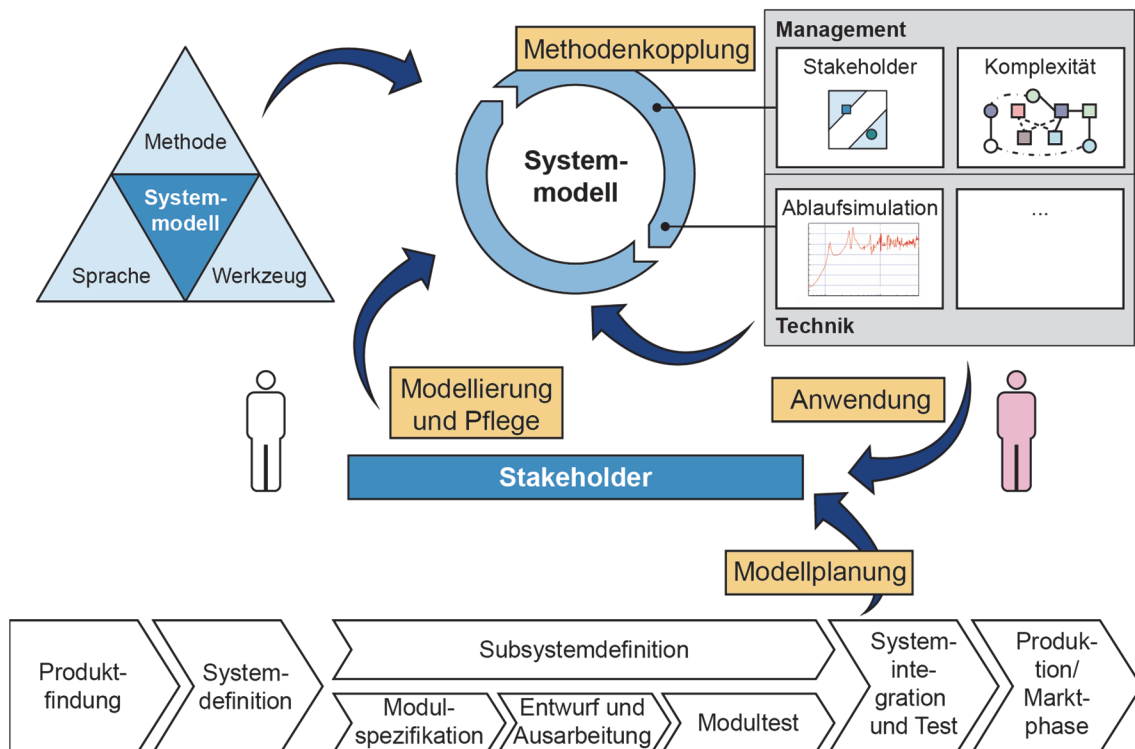 Methodenkopplung
Management
Stakeholder
Komplexität
Methode
System-
modell
Sprache
Werkzeug
System-
modell
Ablaufsimulation
...
Technik
Modellierung
und Pflege
Anwendung
Stakeholder
Modellplanung
Produkt-
findung
System-
definition
Subsystemdefinition
Modul-
spezifikation
Entwurf und
Ausarbeitung
Modultest
System-
inte-
gration
und Test
Produk-
tion/
Markt-
phase